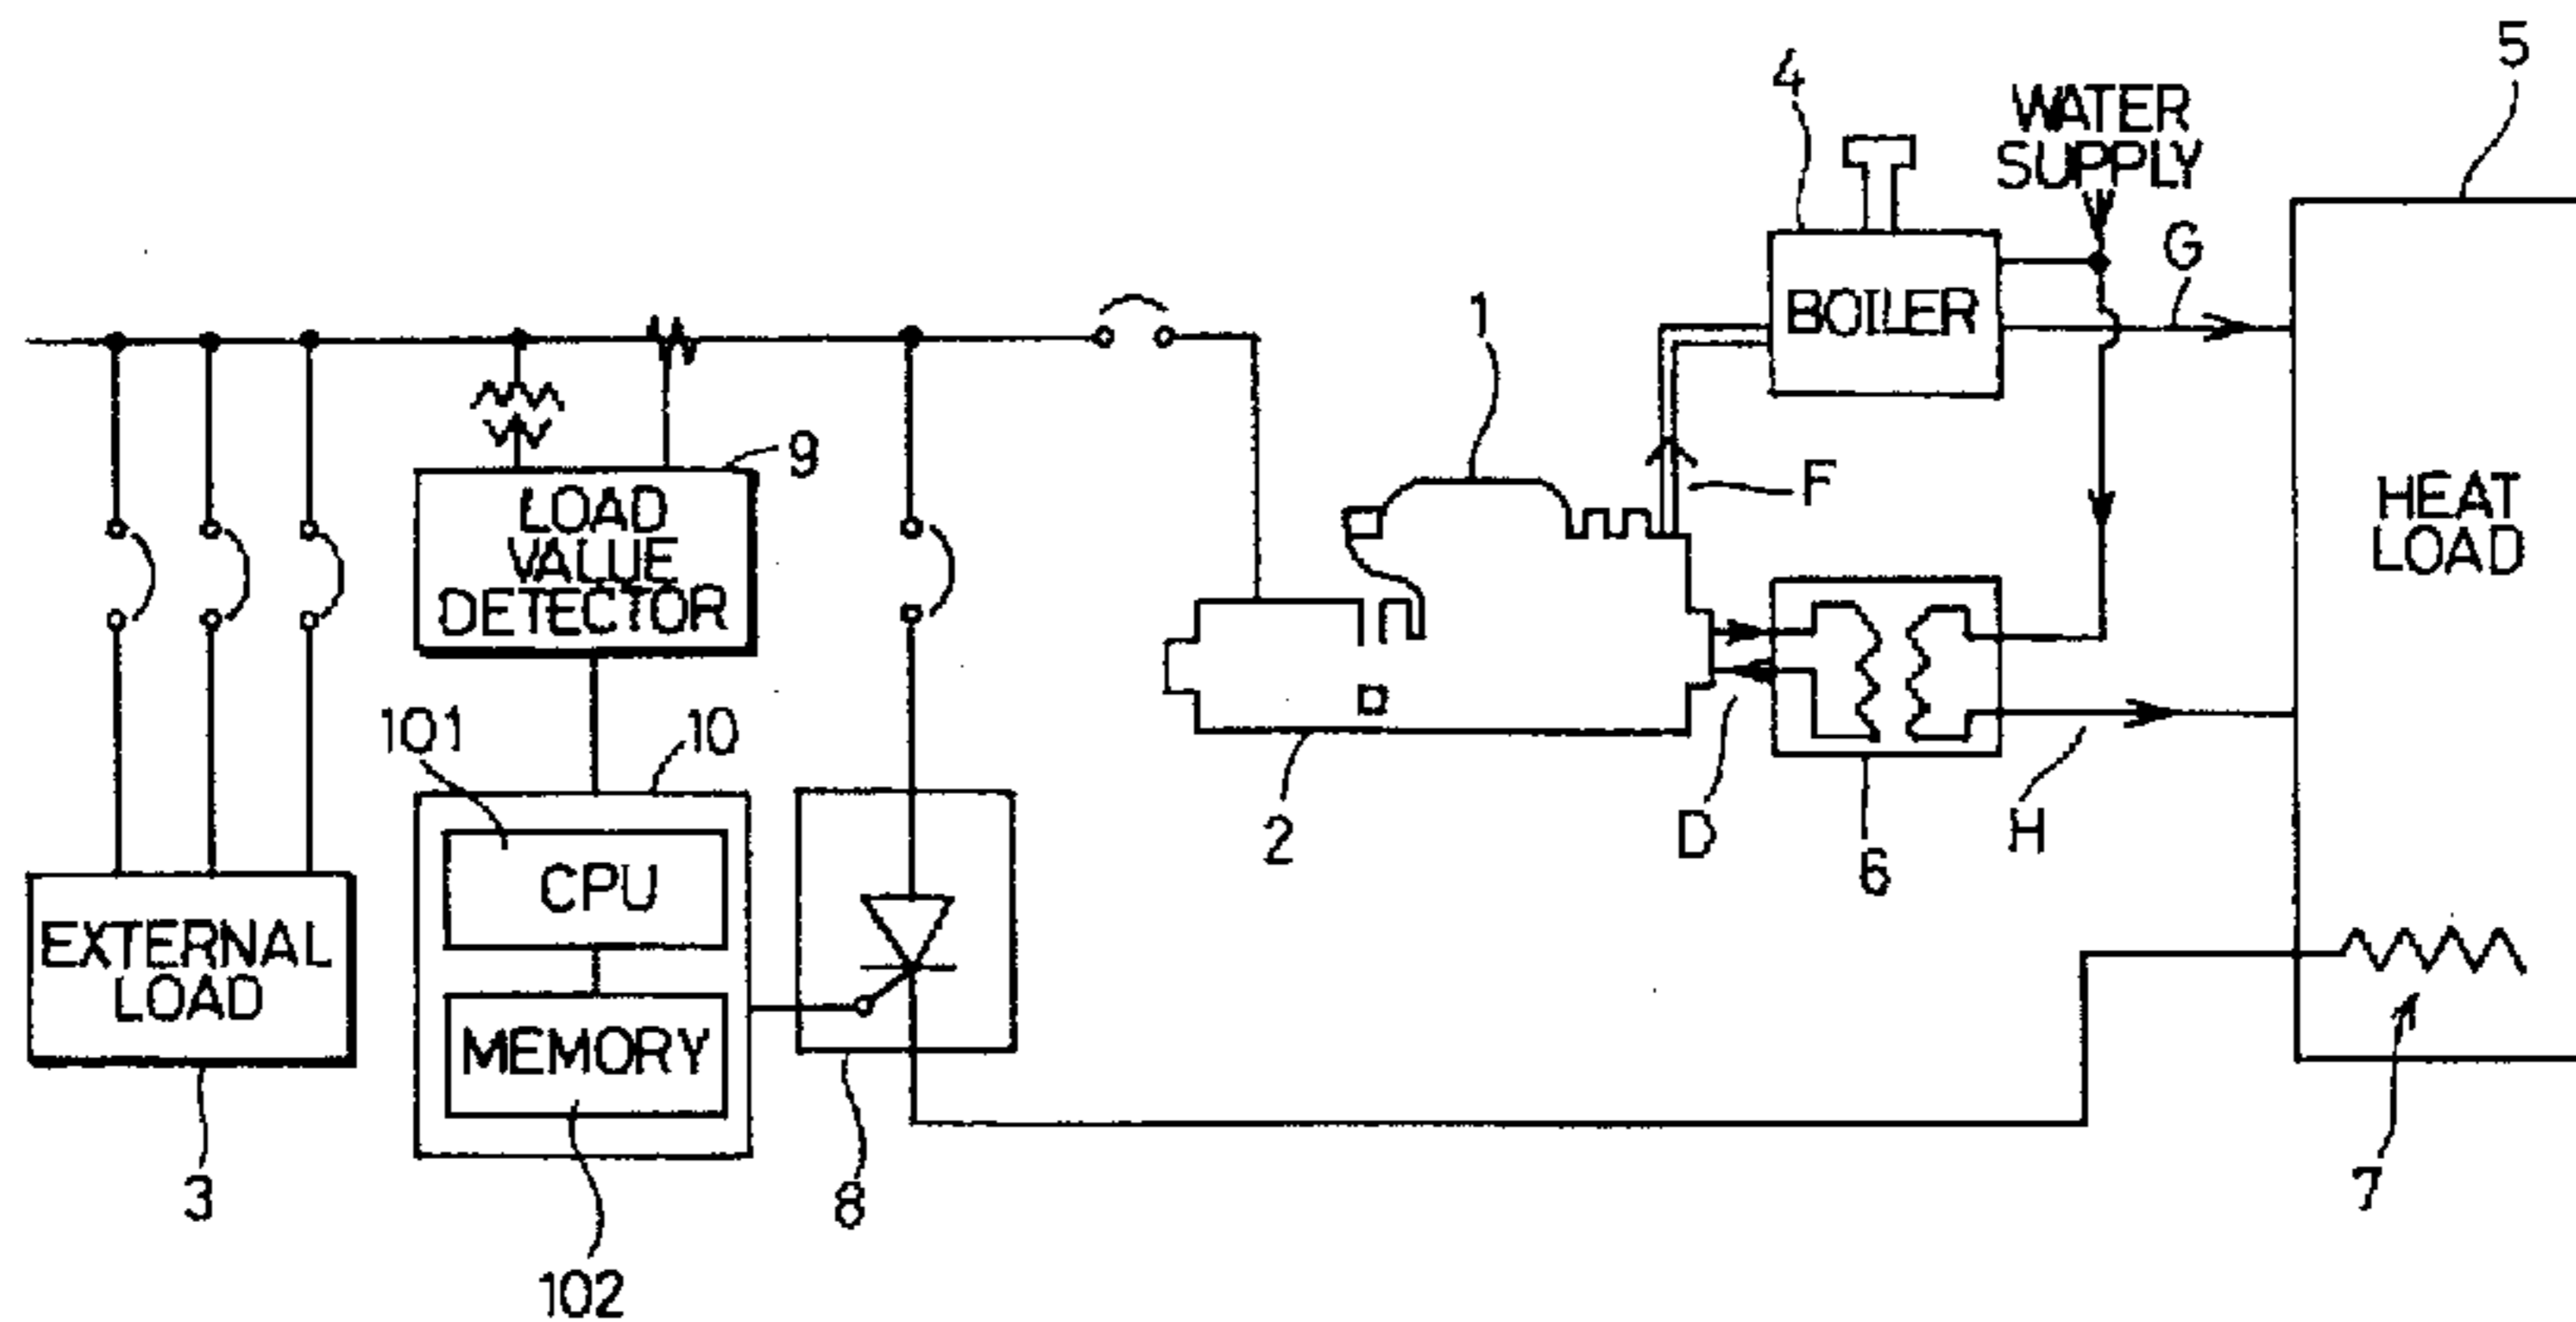 5
4
WATER
SUPPLY
G
1
BOILER
9
F
LOAD
VALUE
DETECTOR
HEAT
LOAD
101
10
2
D
6
H
CPU
EXTERNAL
LOAD
MEMORY
3
8
7
102